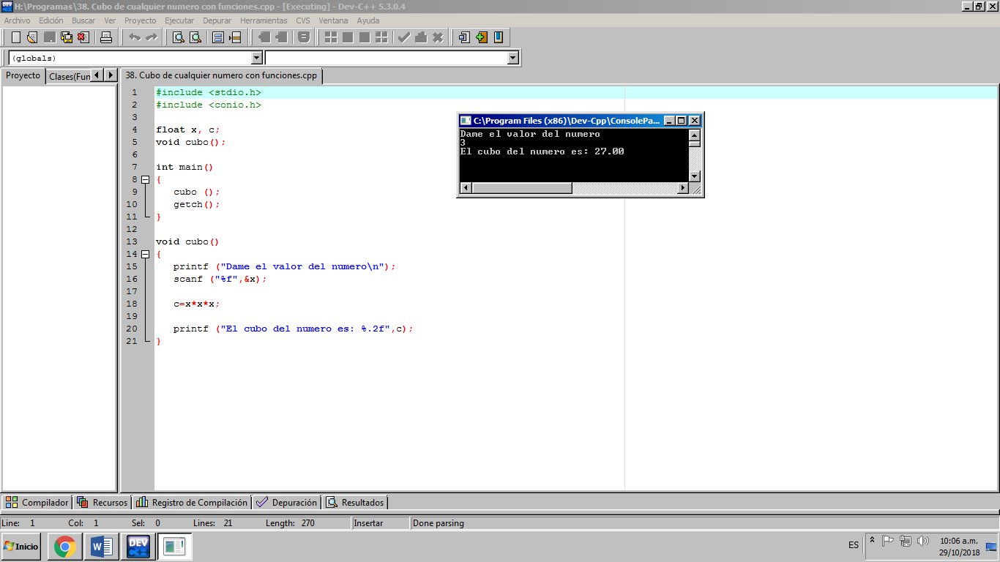 H:\Programas\38. Cubo de cualquier numero con funciones.cpp - [Executing] - Dev-C++ 5.3.0.4
Archivo Edición Buscar Ver Proyecto Ejecutar Depurar Herramientas CVS Ventana Ayuda
(globals)
Proyecto Clases(Fun 38. Cubo de cualquier numero con funciones.cpp
1 #include <stdio.h>
2 #include <conio.h>
3
4 float x, c;
5 void cubo();
6
7 int main()
8 {
9 cubo ();
10 getch();
11 }
12
13 void cubo()
14 {
15 printf ("Dame el valor del numero\n");
16 scanf ("%f",&x);
17
18 c=x*x*x;
19
20 printf ("El cubo del numero es: %.2f",c);
21 }
C:\Program Files (x86)\Dev-Cpp\ConsolePa...
Dame el valor del numero
3
El cubo del numero es: 27.00
Compilador Recursos Registro de Compilación Depuración Resultados
Line: 1 Col: 1 Sel: 0 Lines: 21 Length: 270 Insertar Done parsing
Inicio DEV C++ ES 10:06 a.m.
29/10/2018